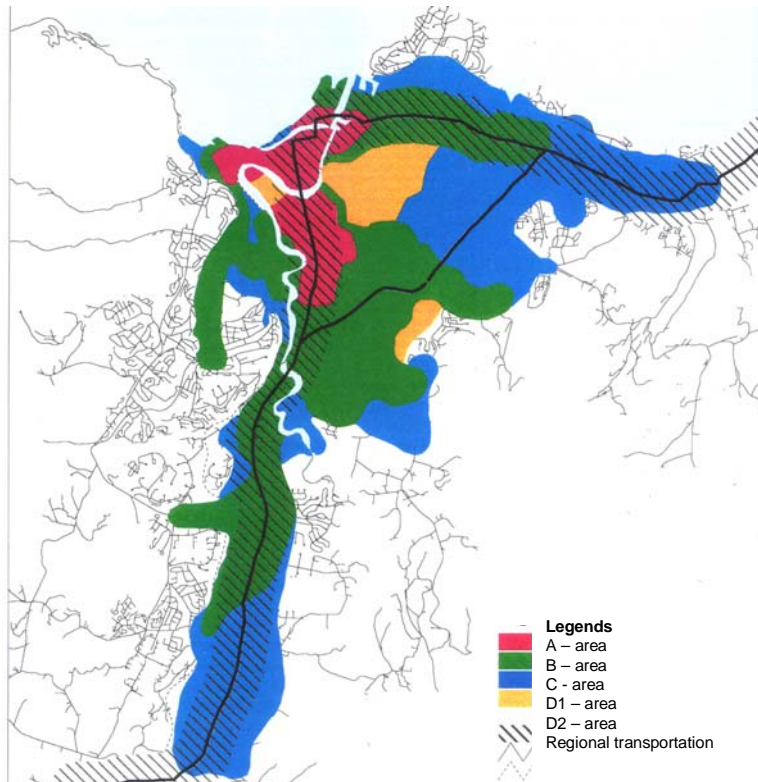 Legends
A – area
B – area
C - area
D1 – area
D2 – area
Regional transportation